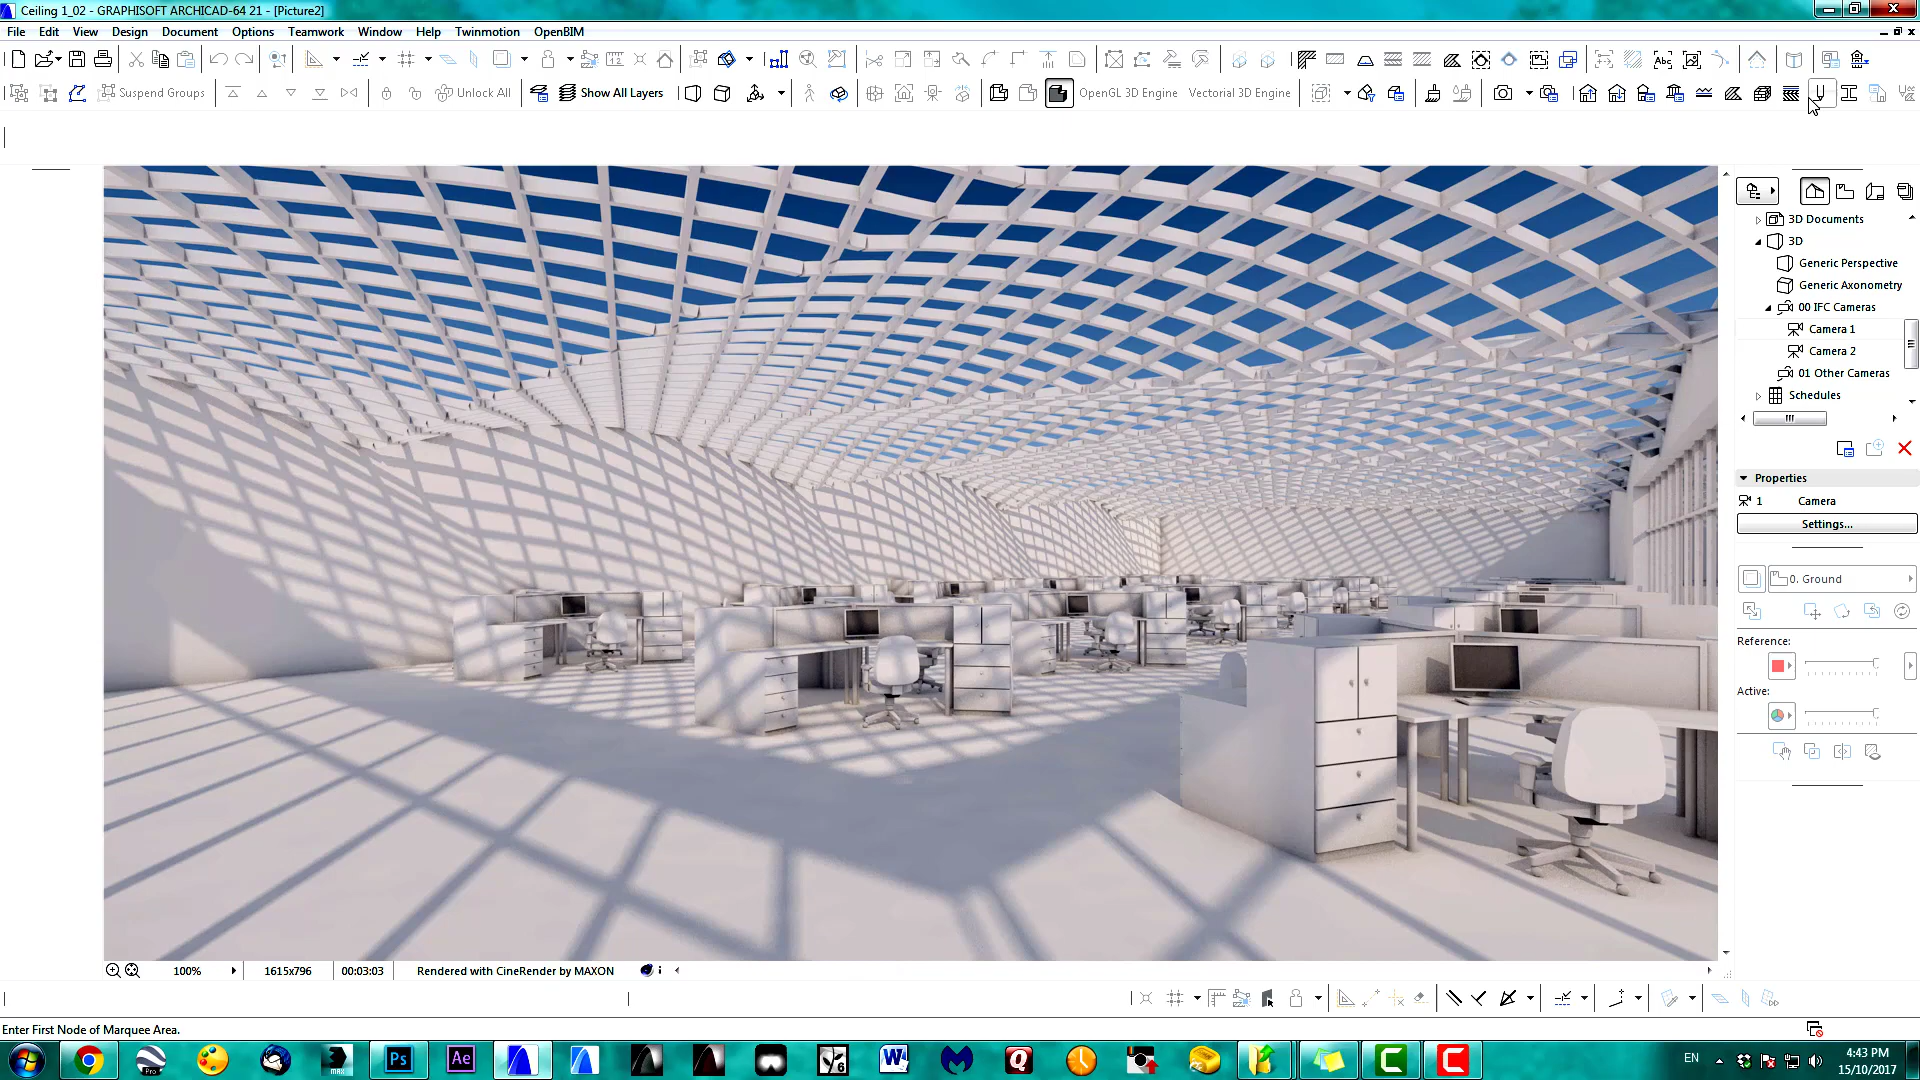 Ceiling 1_02 - GRAPHISOFT ARCHICAD-64 21 - [Picture2]
File Edit View Design Document Options Teamwork Window Help Twinmotion OpenBIM
Suspend Groups Unlock All Show All Layers OpenGL 3D Engine Vectorial 3D Engine
3D Documents
3D
Generic Perspective
Generic Axonometry
00 IFC Cameras
Camera 1
Camera 2
01 Other Cameras
Schedules
Properties
1 Camera
Settings...
0. Ground
Reference:
Active:
100% 1615x796 00:03:03 Rendered with CineRender by MAXON
Enter First Node of Marquee Area.
EN
4:43 PM
15/10/2017